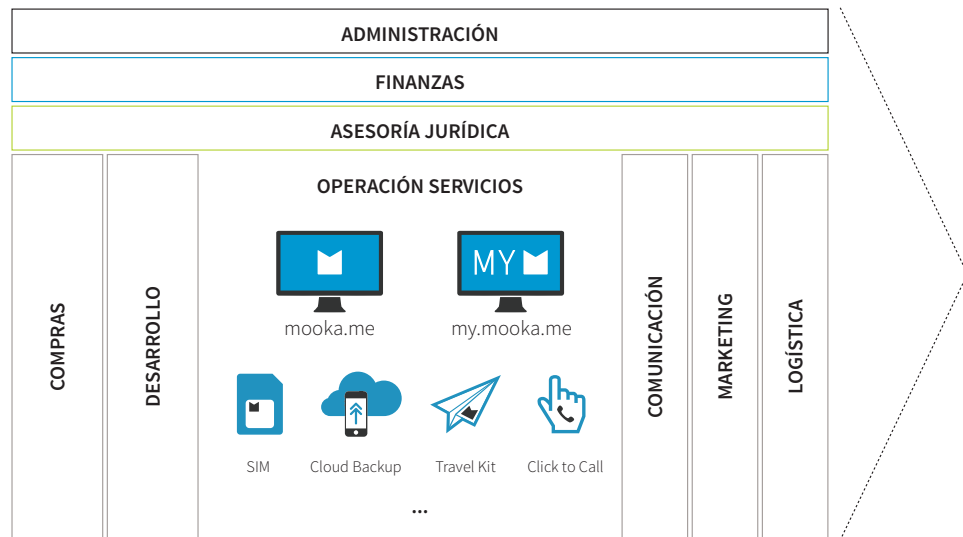 ADMINISTRACIÓN
FINANZAS
ASESORÍA JURÍDICA
COMPRAS
DESARROLLO
OPERACIÓN SERVICIOS
MY
mooka.me
my.mooka.me
SIM
Cloud Backup
Travel Kit
Click to Call
...
COMUNICACIÓN
MARKETING
LOGÍSTICA